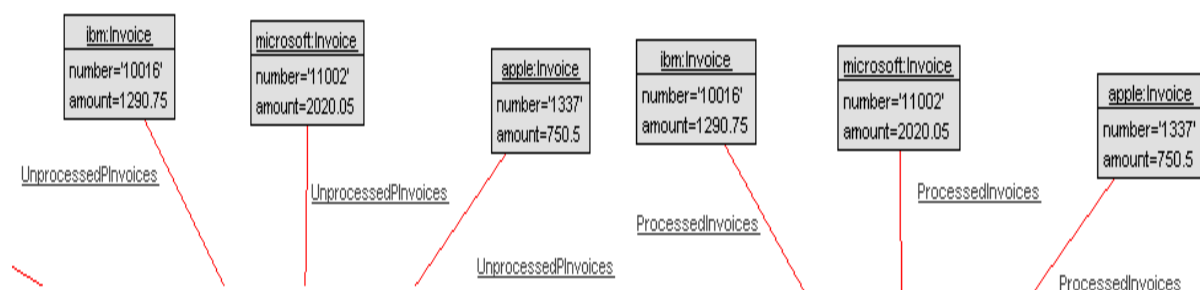 ibm:Invoice
number='10016'
amount=1290.75
microsoft:Invoice
number='11002'
amount=2020.05
apple:Invoice
number='1337'
amount=750.5
UnprocessedPInvoices
UnprocessedPInvoices
UnprocessedPInvoices
ibm:Invoice
number='10016'
amount=1290.75
microsoft:Invoice
number='11002'
amount=2020.05
apple:Invoice
number='1337'
amount=750.5
ProcessedInvoices
ProcessedInvoices
ProcessedInvoices